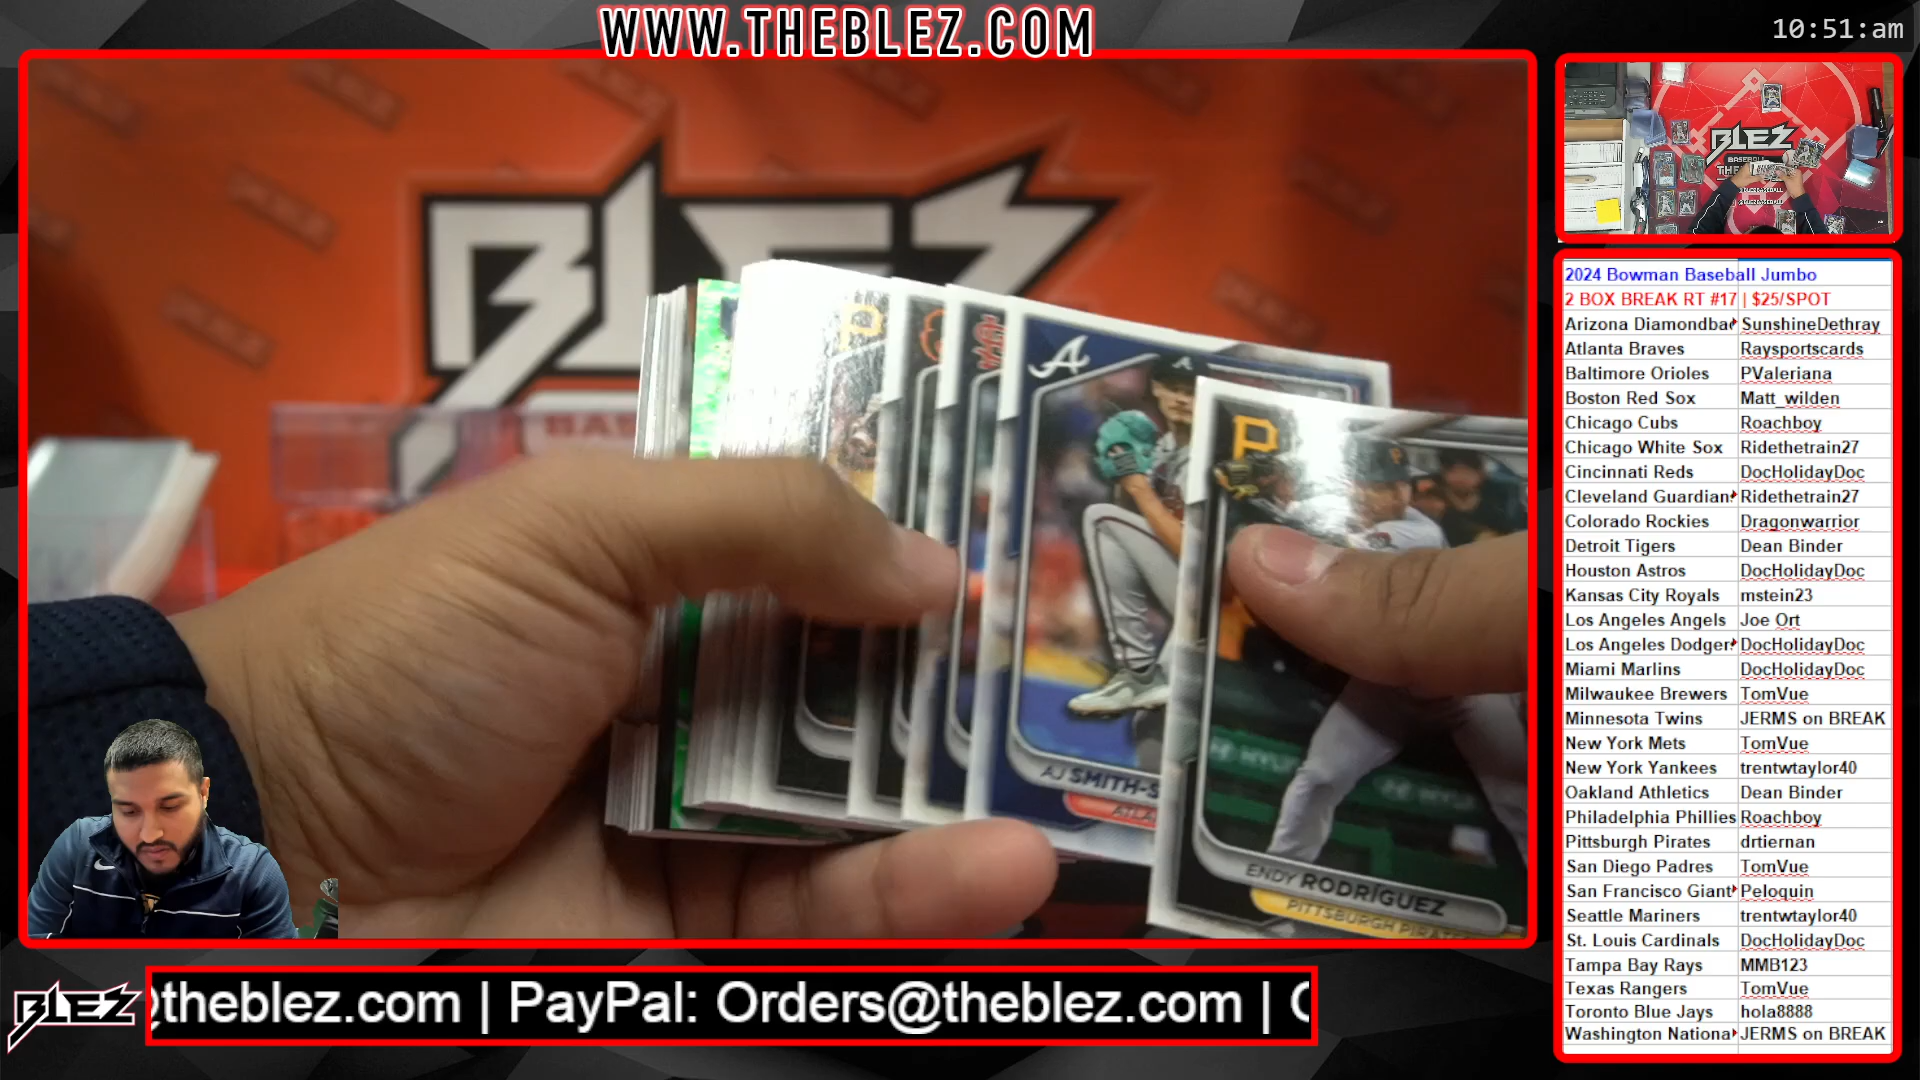 WWW.THEBLEZ.COM
10:51:am
BLEZ
BLEZ
BASEBALL
2024 Bowman Baseball Jumbo
2 BOX BREAK RT #17 | $25/SPOT
Arizona Diamondba SunshineDethray
Atlanta Braves Raysportscards
Baltimore Orioles PValeriana
Boston Red Sox Matt_wilden
Chicago Cubs Roachboy
Chicago White Sox Ridethetrain27
Cincinnati Reds DocHolidayDoc
Cleveland Guardian Ridethetrain27
Colorado Rockies Dragonwarrior
Detroit Tigers Dean Binder
Houston Astros DocHolidayDoc
Kansas City Royals mstein23
Los Angeles Angels Joe Ort
Los Angeles Dodger DocHolidayDoc
Miami Marlins DocHolidayDoc
Milwaukee Brewers TomVue
Minnesota Twins JERMS on BREAK
New York Mets TomVue
New York Yankees trentwtaylor40
Oakland Athletics Dean Binder
Philadelphia Phillies Roachboy
Pittsburgh Pirates drtiernan
San Diego Padres TomVue
San Francisco Giant Peloquin
Seattle Mariners trentwtaylor40
St. Louis Cardinals DocHolidayDoc
Tampa Bay Rays MMB123
Texas Rangers TomVue
Toronto Blue Jays hola8888
Washington Nationa JERMS on BREAK
A
P
AJ SMITH-S
ATLA
ENDY RODRÍGUEZ
PITTSBURGH PIRAT
BLEZ
@theblez.com | PayPal: Orders@theblez.com |